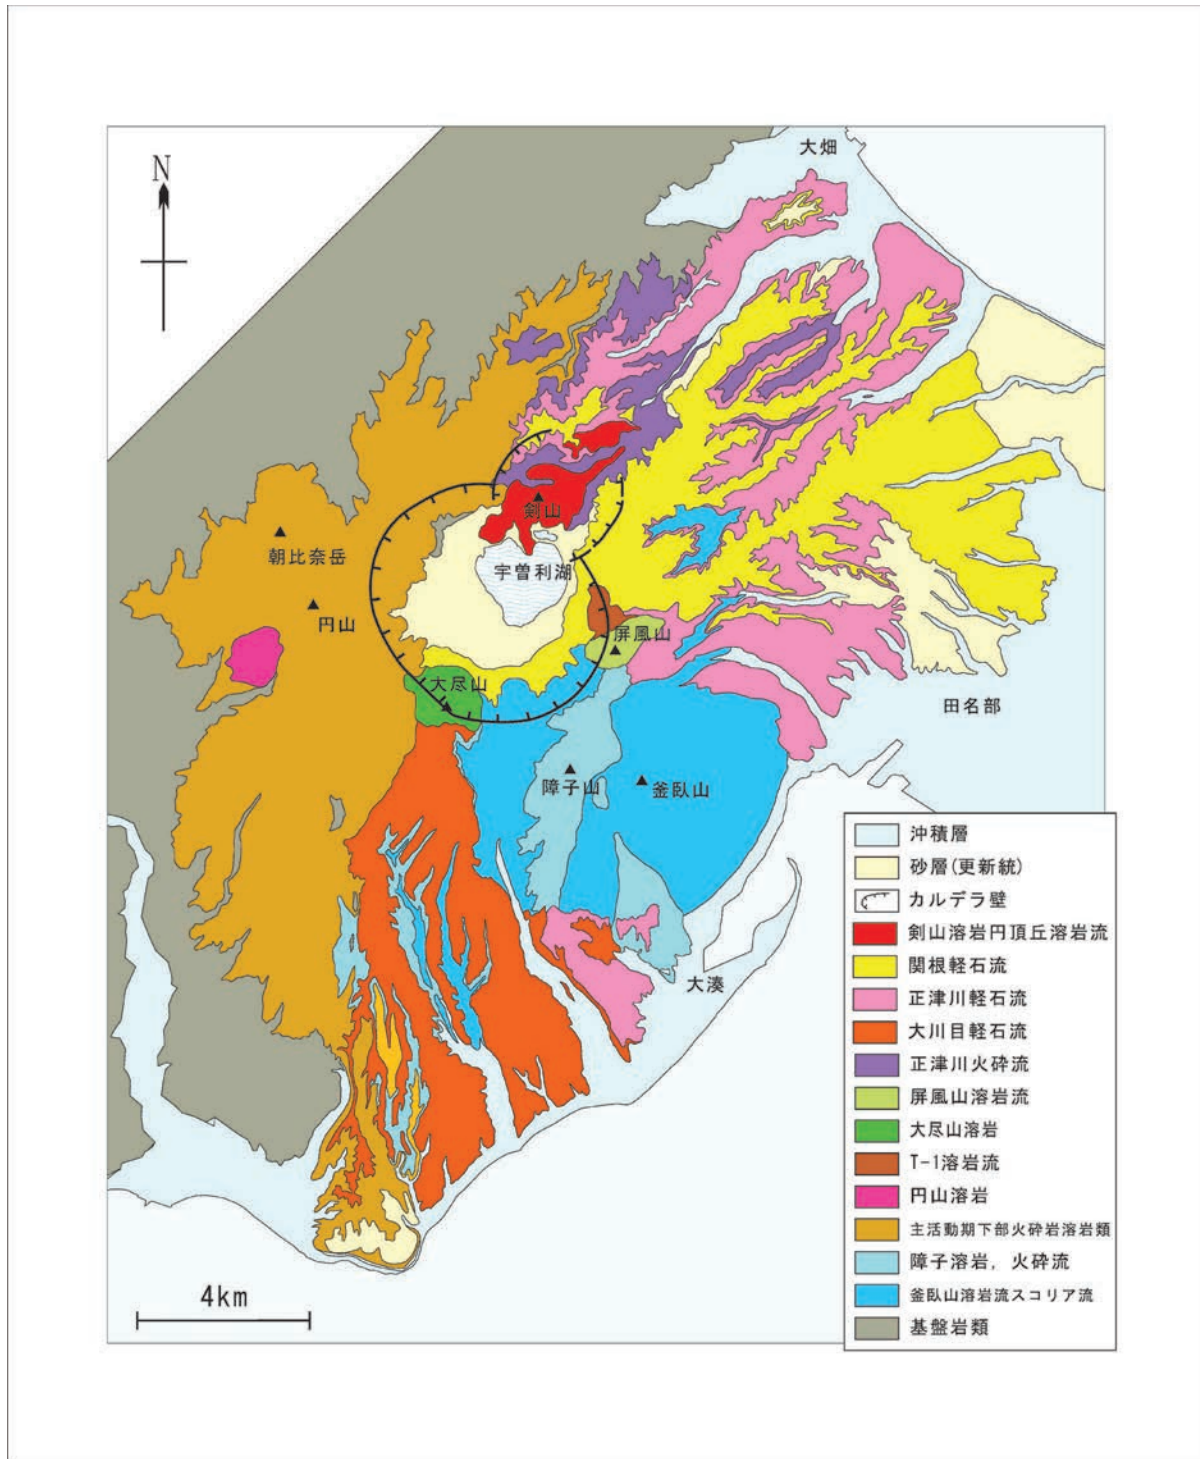 大畑
N
剣山
朝比奈岳
宇曽利湖
円山
屏風山
大尽山
田名部
障子山
釜臥山
大湊
沖積層
砂層(更新統)
カルデラ壁
剣山溶岩円頂丘溶岩流
関根軽石流
正津川軽石流
大川目軽石流
正津川火砕流
屏風山溶岩流
大尽山溶岩
T-1溶岩流
円山溶岩
主活動期下部火砕岩溶岩類
障子溶岩，火砕流
釜臥山溶岩流スコリア流
基盤岩類
4km